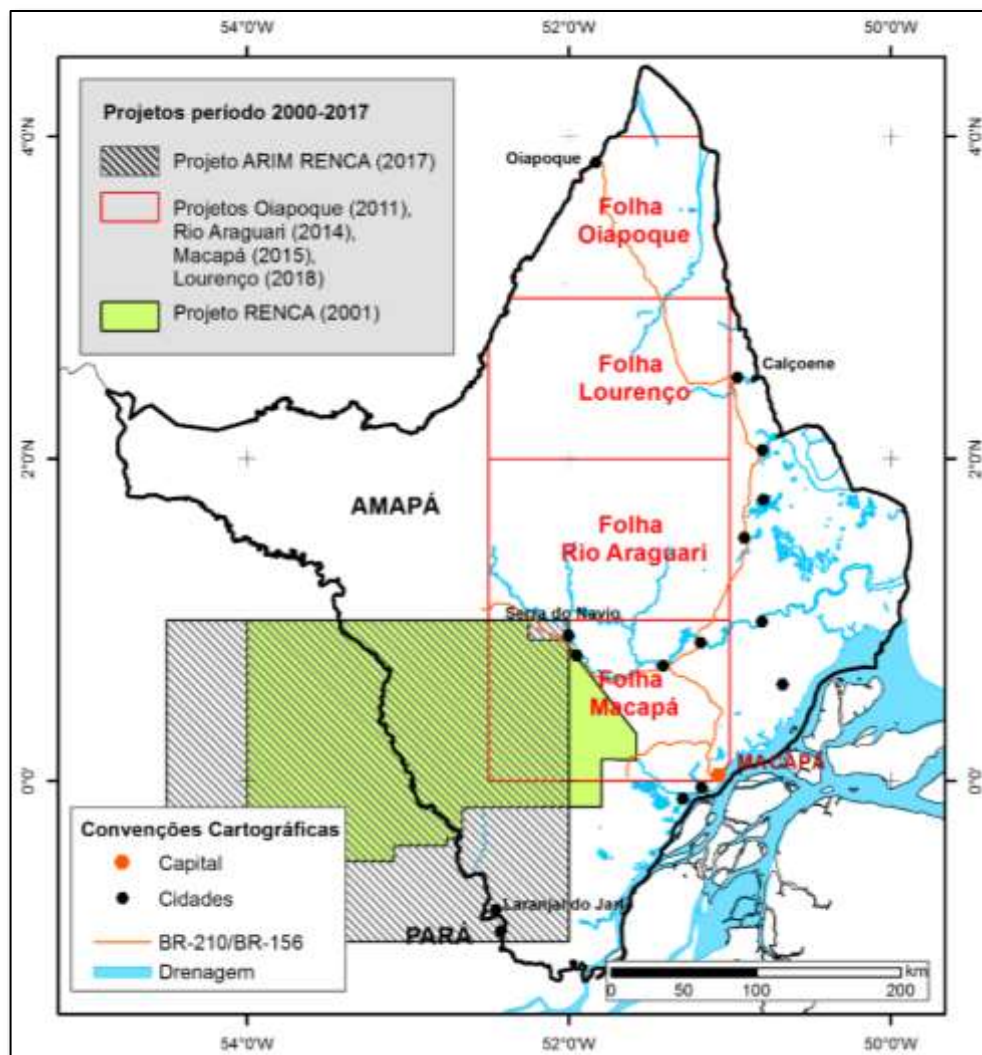 54°0'W
52°0'W
50°0'W
Projetos período 2000-2017
Projeto ARIM RENCA (2017)
Projetos Oiapoque (2011),
Rio Araguari (2014),
Macapá (2015),
Lourenço (2018)
Projeto RENCA (2001)
4°0'N
4°0'N
Oiapoque
Folha
Oiapoque
Folha
Lourenço
Calçoene
2°0'N
2°0'N
AMAPÁ
Folha
Rio Araguari
Serra do Navio
Folha
Macapá
MACAPÁ
0°0'
0°0'
Convenções Cartográficas
Capital
Cidades
BR-210/BR-156
Drenagem
Laranjal do Jari
PARÁ
km
0
50
100
200
54°0'W
52°0'W
50°0'W